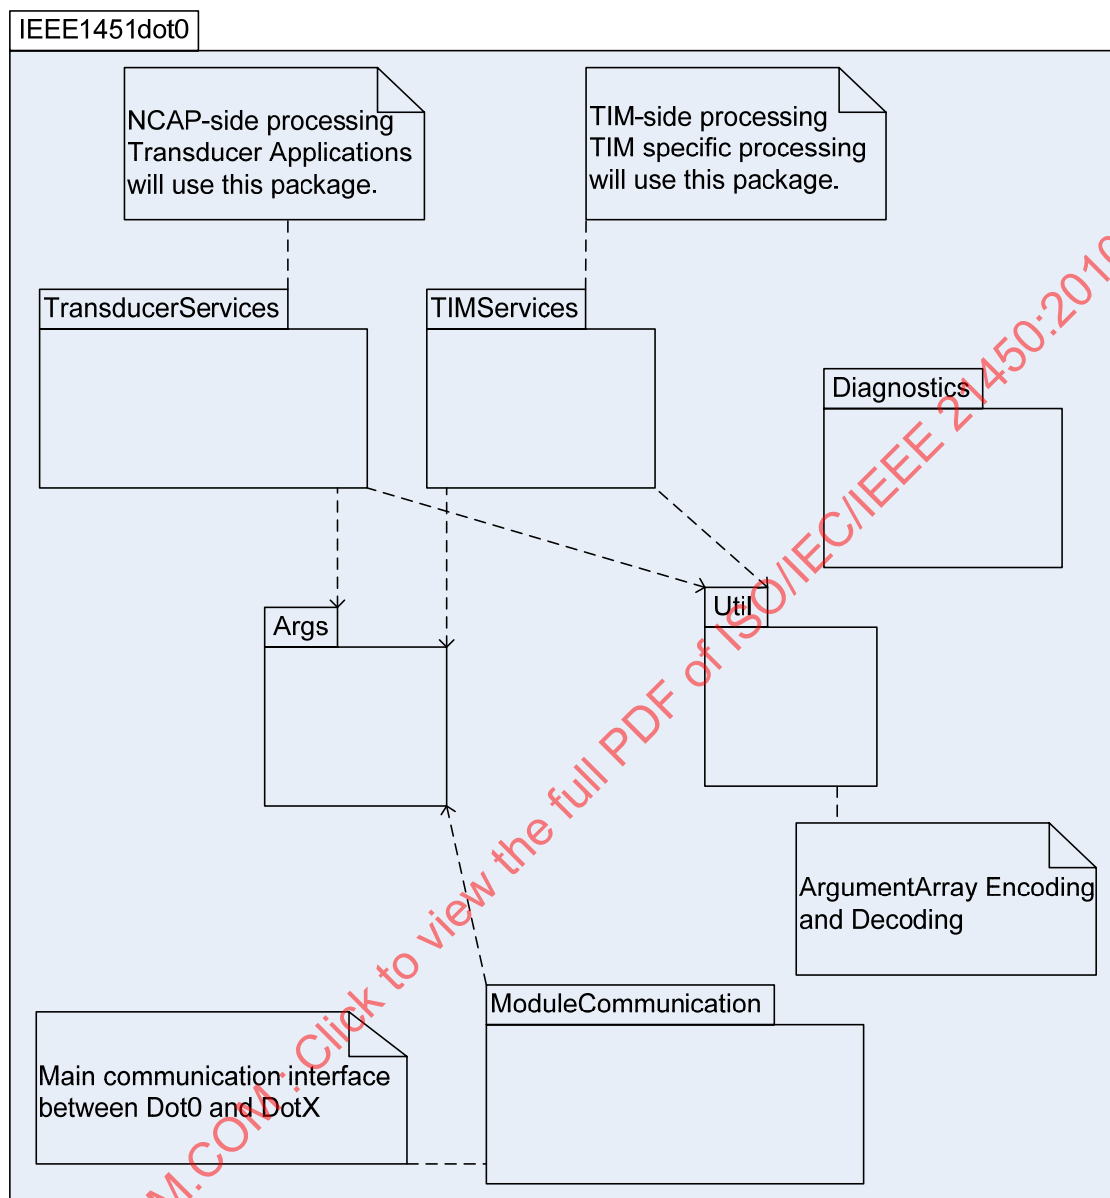 IEEE1451dot0
NCAP-side processing
Transducer Applications
will use this package.
TIM-side processing
TIM specific processing
will use this package.
TransducerServices
TIMServices
Diagnostics
Args
Util
ArgumentArray Encoding
and Decoding
ModuleCommunication
Main communication interface
between Dot0 and DotX
M.COM : Click to view the full PDF of ISO/IEC/IEEE 21450:2010